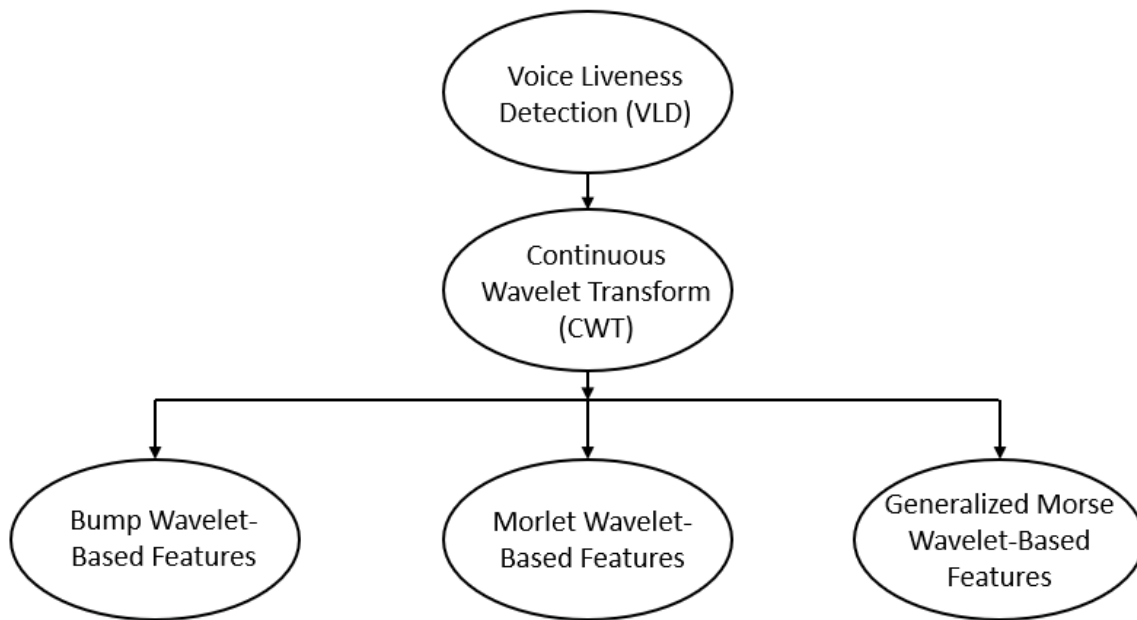 Voice Liveness
Detection (VLD)
Continuous
Wavelet Transform
(CWT)
Bump Wavelet-
Based Features
Morlet Wavelet-
Based Features
Generalized Morse
Wavelet-Based
Features